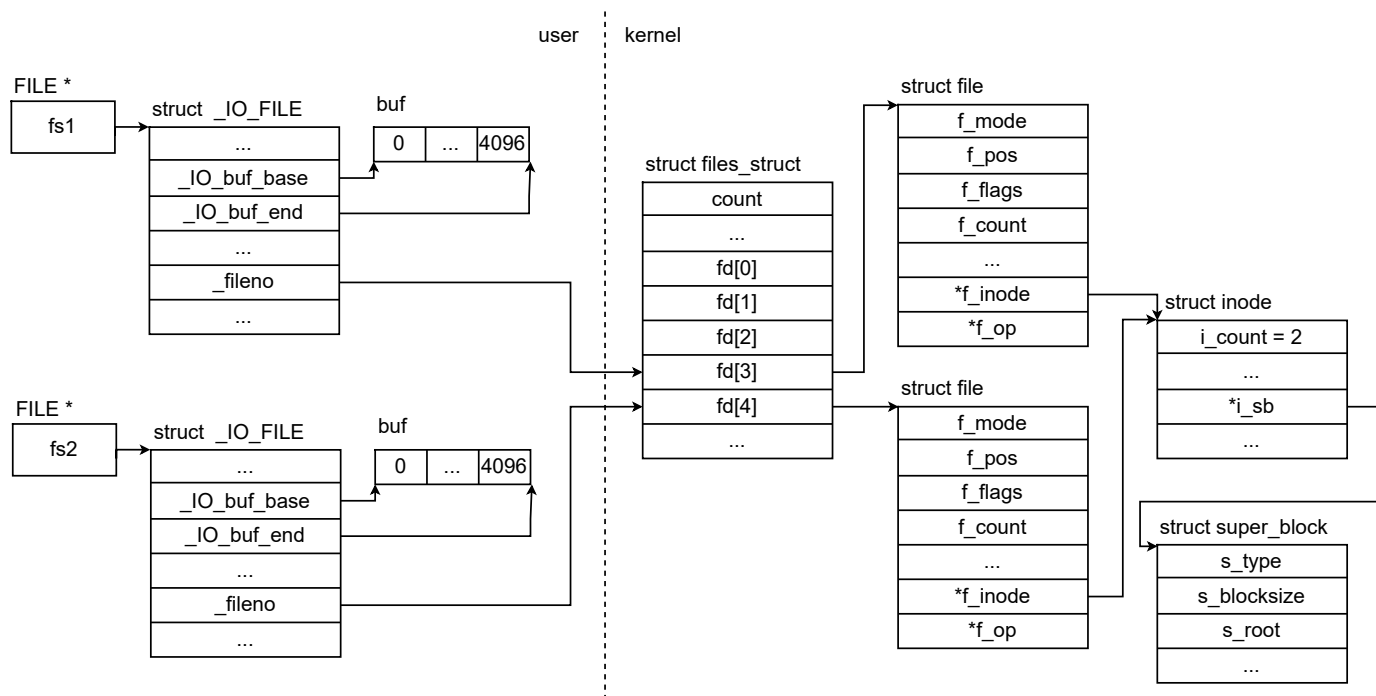 user
kernel
FILE *
fs1
struct _IO_FILE
...
_IO_buf_base
_IO_buf_end
...
_fileno
...
buf
0 ... 4096
FILE *
fs2
struct _IO_FILE
...
_IO_buf_base
_IO_buf_end
...
_fileno
...
buf
0 ... 4096
struct files_struct
count
...
fd[0]
fd[1]
fd[2]
fd[3]
fd[4]
...
struct file
f_mode
f_pos
f_flags
f_count
...
*f_inode
*f_op
struct file
f_mode
f_pos
f_flags
f_count
...
*f_inode
*f_op
struct inode
i_count = 2
...
*i_sb
...
struct super_block
s_type
s_blocksize
s_root
...